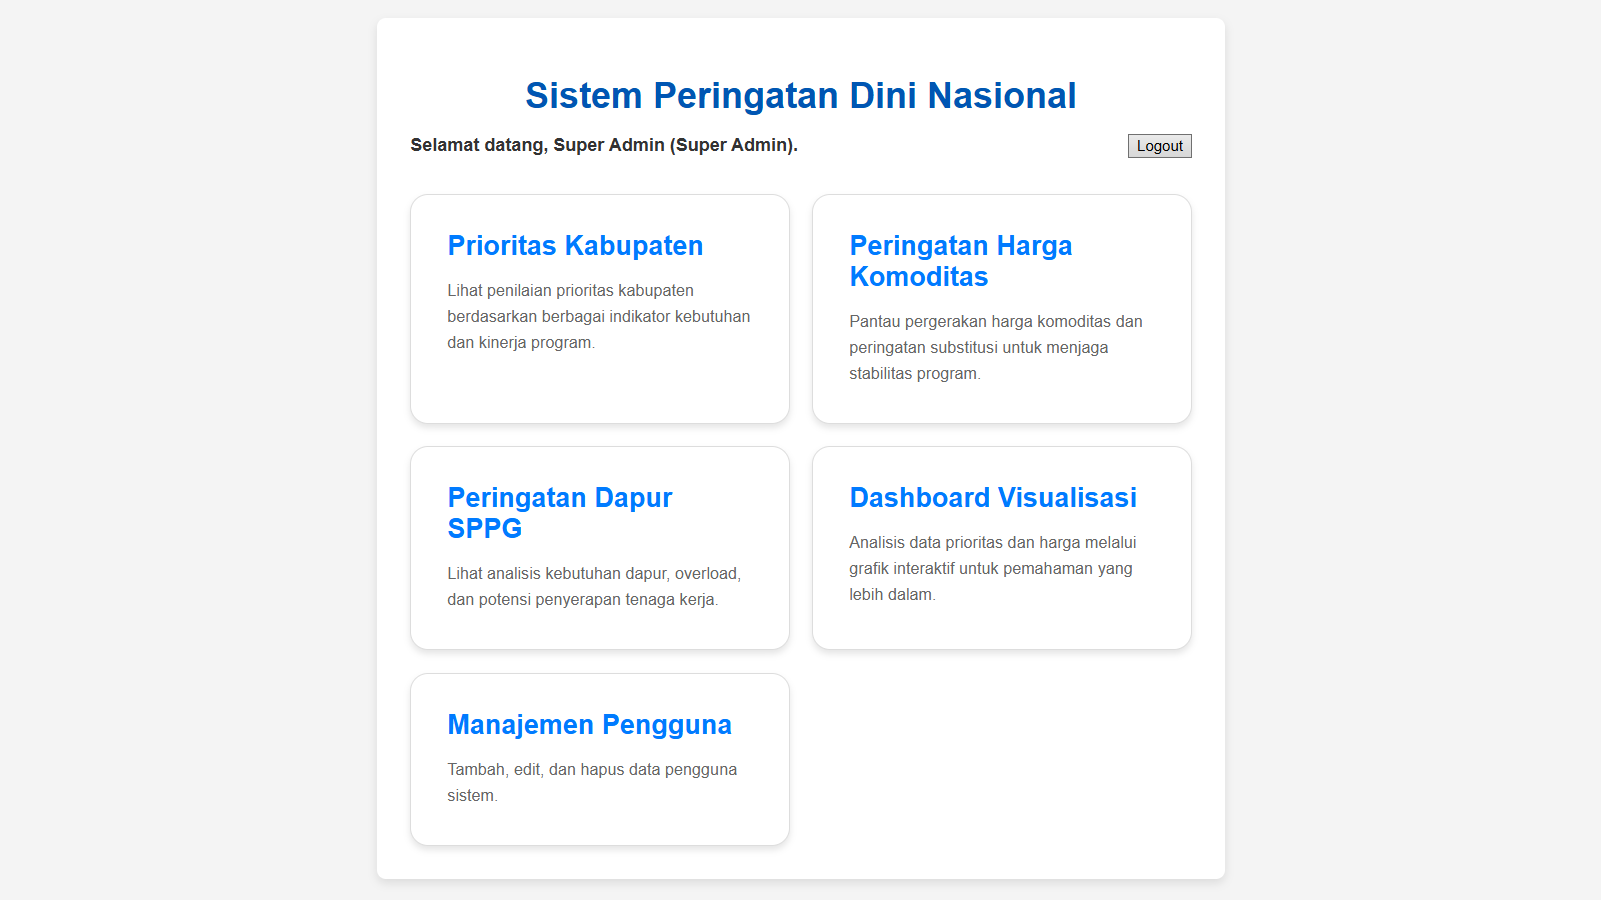 Sistem Peringatan Dini Nasional
Selamat datang, Super Admin (Super Admin).
Logout
Prioritas Kabupaten
Lihat penilaian prioritas kabupaten
berdasarkan berbagai indikator kebutuhan
dan kinerja program.
Peringatan Harga
Komoditas
Pantau pergerakan harga komoditas dan
peringatan substitusi untuk menjaga
stabilitas program.
Peringatan Dapur
SPPG
Lihat analisis kebutuhan dapur, overload,
dan potensi penyerapan tenaga kerja.
Dashboard Visualisasi
Analisis data prioritas dan harga melalui
grafik interaktif untuk pemahaman yang
lebih dalam.
Manajemen Pengguna
Tambah, edit, dan hapus data pengguna
sistem.